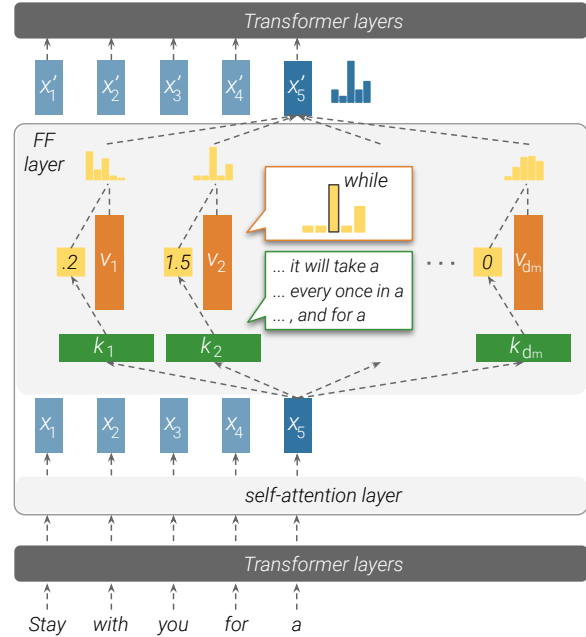 Transformer layers
x′1 x′2 x′3 x′4 x′5
FF
layer
while
.2 v1 1.5 v2 0 vdm
... it will take a
... every once in a
... , and for a
. . .
k1 k2 kdm
x1 x2 x3 x4 x5
self-attention layer
Transformer layers
Stay with you for a